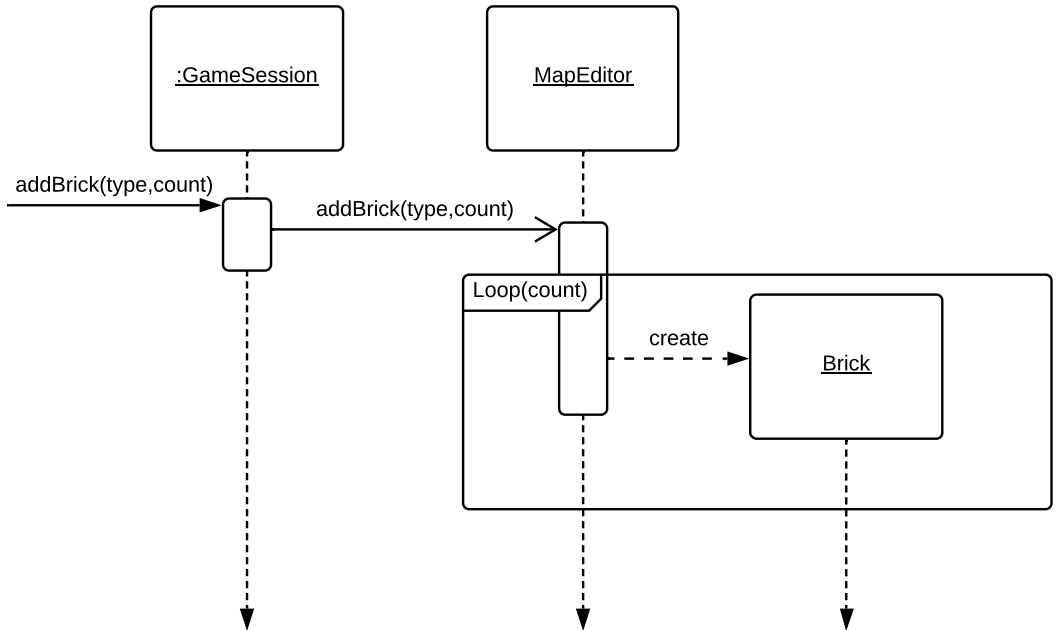 :GameSession
MapEditor
addBrick(type,count)
addBrick(type,count)
Loop(count)
create
Brick